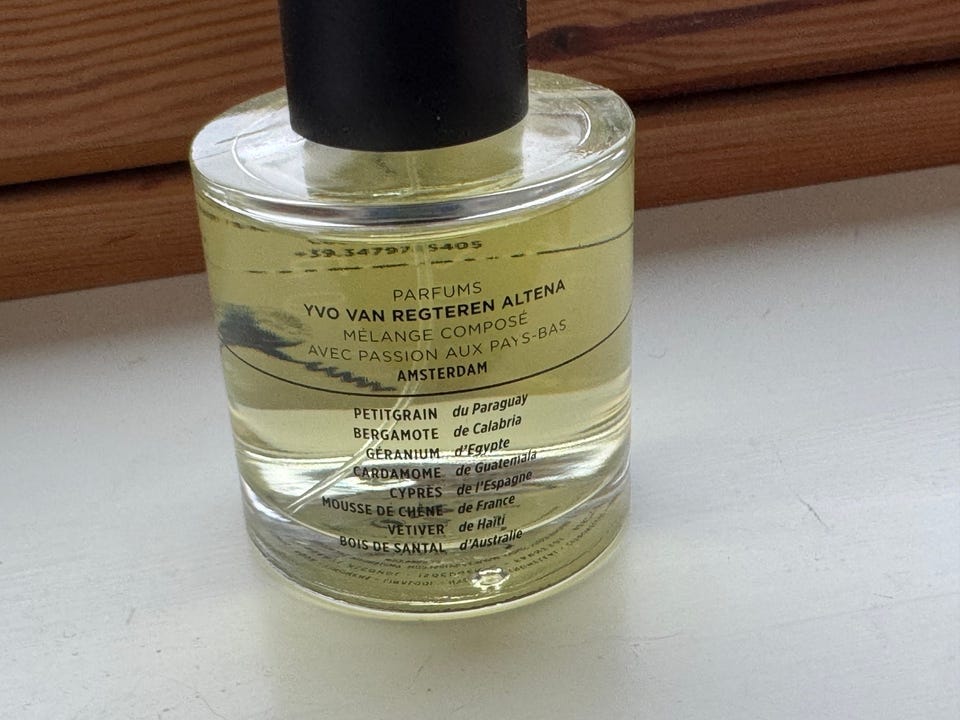 PARFUMS
YVO VAN REGTEREN ALTENA
MÉLANGE COMPOSÉ
AVEC PASSION AUX PAYS-BAS
AMSTERDAM
PETITGRAIN du Paraguay
BERGAMOTE de Calabria
GÉRANIUM d'Egypte
CARDAMOME de Guatemala
CYPRÈS de l'Espagne
MOUSSE DE CHÊNE de France
VÉTIVER de Haïti
BOIS DE SANTAL d'Australie